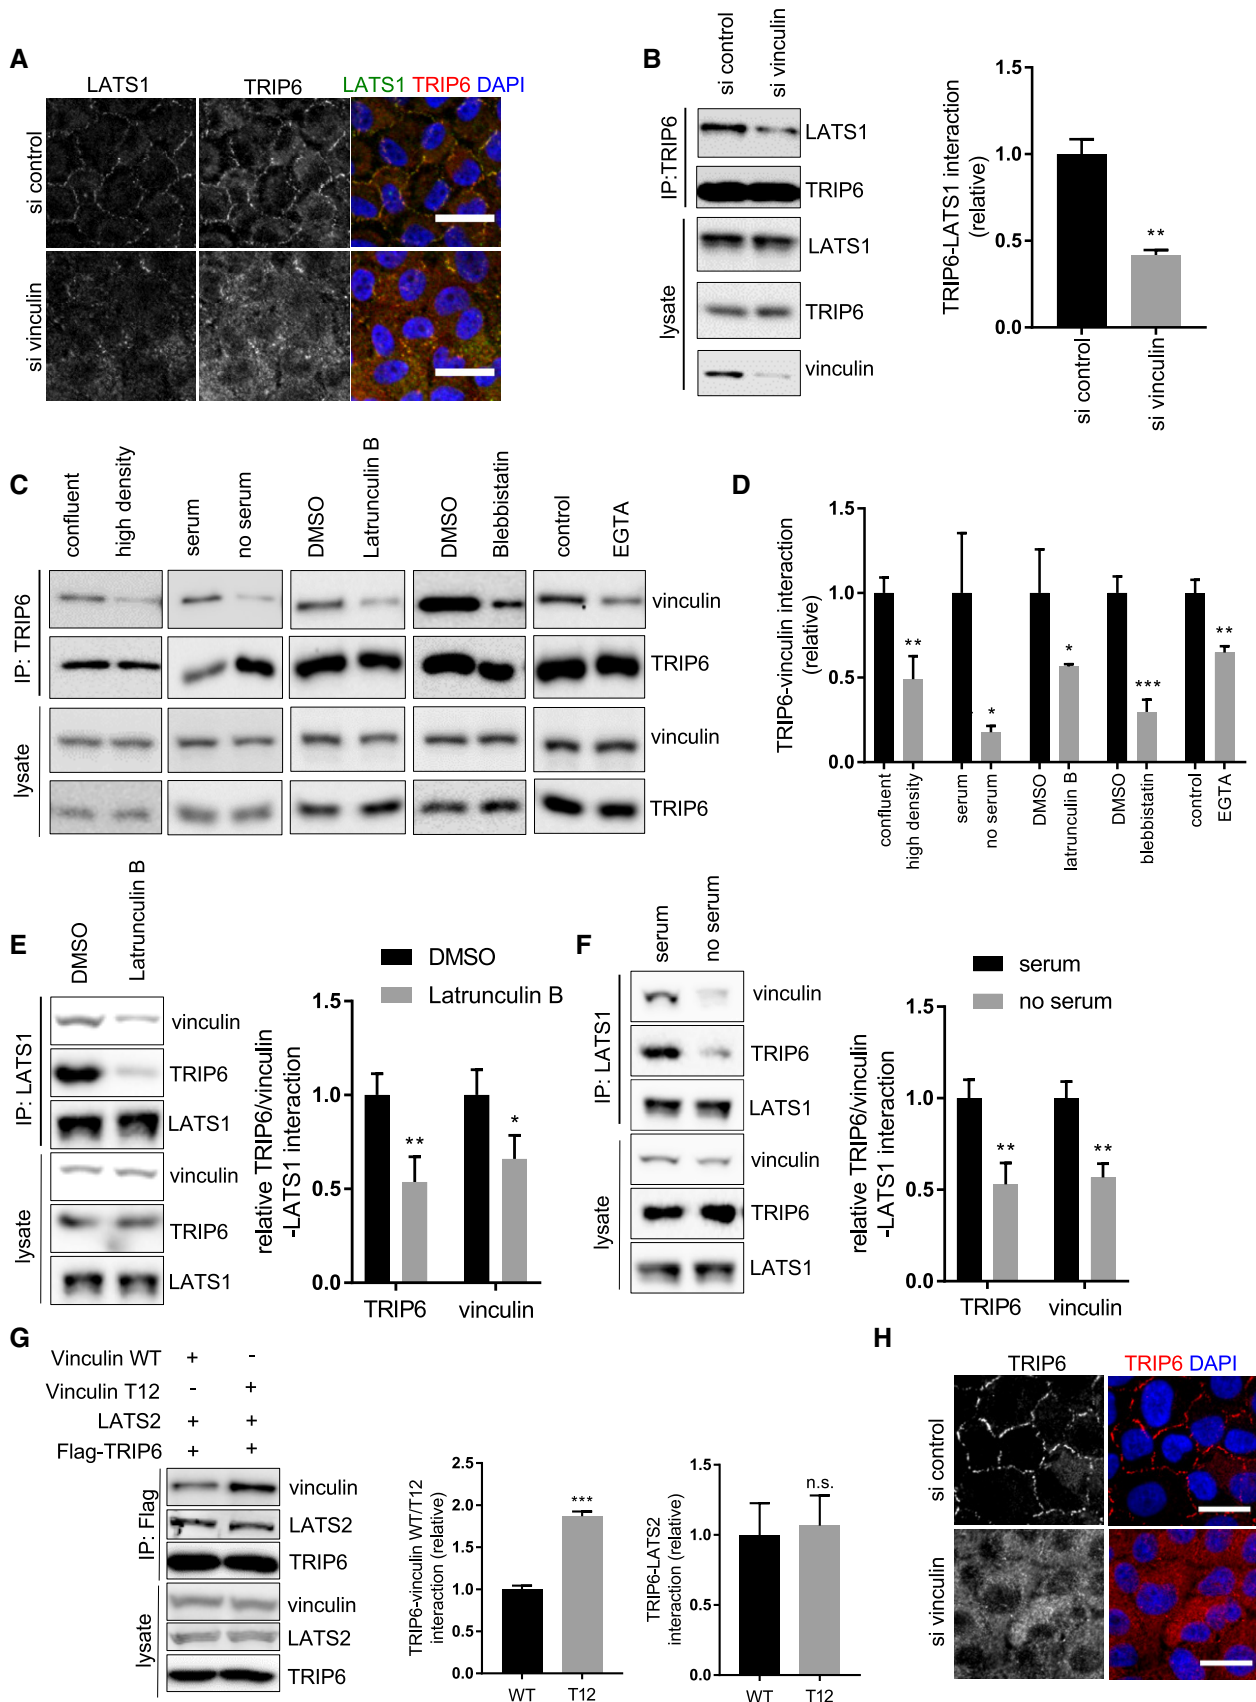 A
LATS1
TRIP6
LATS1 TRIP6 DAPI
si control
si vinculin
B
si control
si vinculin
IP:TRIP6
LATS1
TRIP6
lysate
LATS1
TRIP6
vinculin
TRIP6-LATS1 interaction
(relative)
1.5
1.0
0.5
0.0
**
si control
si vinculin
C
confluent
high density
serum
no serum
DMSO
Latrunculin B
DMSO
Blebbistatin
control
EGTA
IP: TRIP6
vinculin
TRIP6
lysate
vinculin
TRIP6
D
TRIP6-vinculin interaction
(relative)
1.5
1.0
0.5
0.0
**
*
*
***
**
confluent
high density
serum
no serum
DMSO
latrunculin B
DMSO
blebbistatin
control
EGTA
E
DMSO
Latrunculin B
IP: LATS1
vinculin
TRIP6
LATS1
lysate
vinculin
TRIP6
LATS1
DMSO
Latrunculin B
relative TRIP6/vinculin
-LATS1 interaction
1.5
1.0
0.5
0.0
**
*
TRIP6
vinculin
F
serum
no serum
IP: LATS1
vinculin
TRIP6
LATS1
lysate
vinculin
TRIP6
LATS1
serum
no serum
relative TRIP6/vinculin
-LATS1 interaction
1.5
1.0
0.5
0.0
**
**
TRIP6
vinculin
G
Vinculin WT + -
Vinculin T12 - +
LATS2 + +
Flag-TRIP6 + +
IP: Flag
vinculin
LATS2
TRIP6
lysate
vinculin
LATS2
TRIP6
TRIP6-vinculin WT/T12
interaction (relative)
2.5
2.0
1.5
1.0
0.5
0.0
***
WT
T12
TRIP6-LATS2
interaction (relative)
1.5
1.0
0.5
0.0
n.s.
WT
T12
H
TRIP6
TRIP6 DAPI
si control
si vinculin